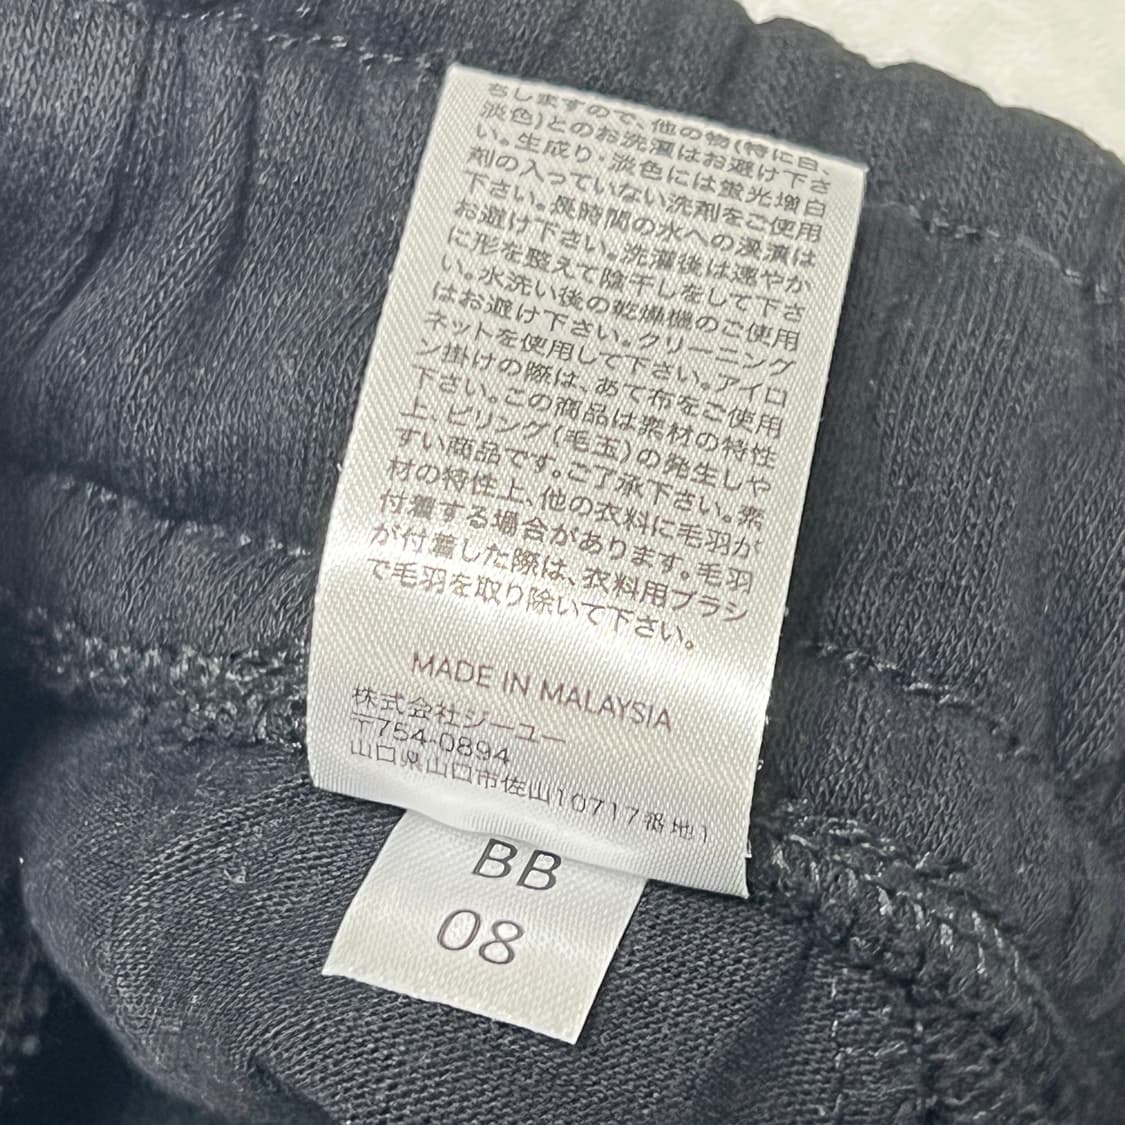 ちしますので、他の物(特に白、
淡色)とのお洗濯はお避け下さ
い。生成り・淡色には蛍光増白
剤の入っていない洗剤をご使用
下さい。長時間の水への浸漬は
お避け下さい。洗濯後は速やか
に形を整えて陰干しをして下さ
い。水洗い後の乾燥機のご使用
はお避け下さい。クリーニング
ネットを使用して下さい。アイロ
ン掛けの際は、あて布をご使用
下さい。この商品は素材の特性
上、ピリング(毛玉)の発生しや
すい商品です。ご了承下さい。素
材の特性上、他の衣料に毛羽が
付着する場合があります。毛羽
が付着した際は、衣料用ブラシ
で毛羽を取り除いて下さい。
MADE IN MALAYSIA
株式会社ジーユー
〒754-0894
山口県山口市佐山10717番地1
BB
08